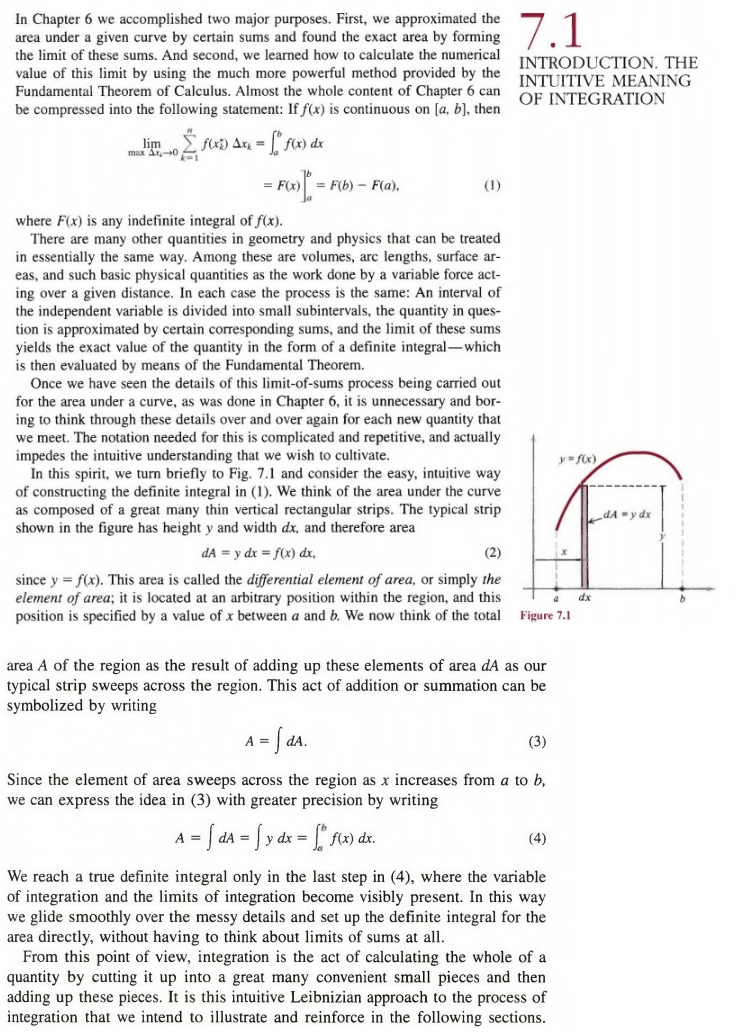 In Chapter 6 we accomplished two major purposes. First, we approximated the
area under a given curve by certain sums and found the exact area by forming
the limit of these sums. And second, we learned how to calculate the numerical
value of this limit by using the much more powerful method provided by the
Fundamental Theorem of Calculus. Almost the whole content of Chapter 6 can
be compressed into the following statement: If f(x) is continuous on [a, b], then
lim_{max Δx_k→0} ∑_{k=1}^{n} f(x_k^*) Δx_k = ∫_a^b f(x) dx
= F(x)]_a^b = F(b) − F(a), (1)
where F(x) is any indefinite integral of f(x).
There are many other quantities in geometry and physics that can be treated
in essentially the same way. Among these are volumes, arc lengths, surface ar-
eas, and such basic physical quantities as the work done by a variable force act-
ing over a given distance. In each case the process is the same: An interval of
the independent variable is divided into small subintervals, the quantity in ques-
tion is approximated by certain corresponding sums, and the limit of these sums
yields the exact value of the quantity in the form of a definite integral—which
is then evaluated by means of the Fundamental Theorem.
Once we have seen the details of this limit-of-sums process being carried out
for the area under a curve, as was done in Chapter 6, it is unnecessary and bor-
ing to think through these details over and over again for each new quantity that
we meet. The notation needed for this is complicated and repetitive, and actually
impedes the intuitive understanding that we wish to cultivate.
In this spirit, we turn briefly to Fig. 7.1 and consider the easy, intuitive way
of constructing the definite integral in (1). We think of the area under the curve
as composed of a great many thin vertical rectangular strips. The typical strip
shown in the figure has height y and width dx, and therefore area
dA = y dx = f(x) dx, (2)
since y = f(x). This area is called the differential element of area, or simply the
element of area; it is located at an arbitrary position within the region, and this
position is specified by a value of x between a and b. We now think of the total
7.1
INTRODUCTION. THE
INTUITIVE MEANING
OF INTEGRATION
y = f(x)
dA = y dx
y
x
a dx b
Figure 7.1
area A of the region as the result of adding up these elements of area dA as our
typical strip sweeps across the region. This act of addition or summation can be
symbolized by writing
A = ∫ dA. (3)
Since the element of area sweeps across the region as x increases from a to b,
we can express the idea in (3) with greater precision by writing
A = ∫ dA = ∫ y dx = ∫_a^b f(x) dx. (4)
We reach a true definite integral only in the last step in (4), where the variable
of integration and the limits of integration become visibly present. In this way
we glide smoothly over the messy details and set up the definite integral for the
area directly, without having to think about limits of sums at all.
From this point of view, integration is the act of calculating the whole of a
quantity by cutting it up into a great many convenient small pieces and then
adding up these pieces. It is this intuitive Leibnizian approach to the process of
integration that we intend to illustrate and reinforce in the following sections.